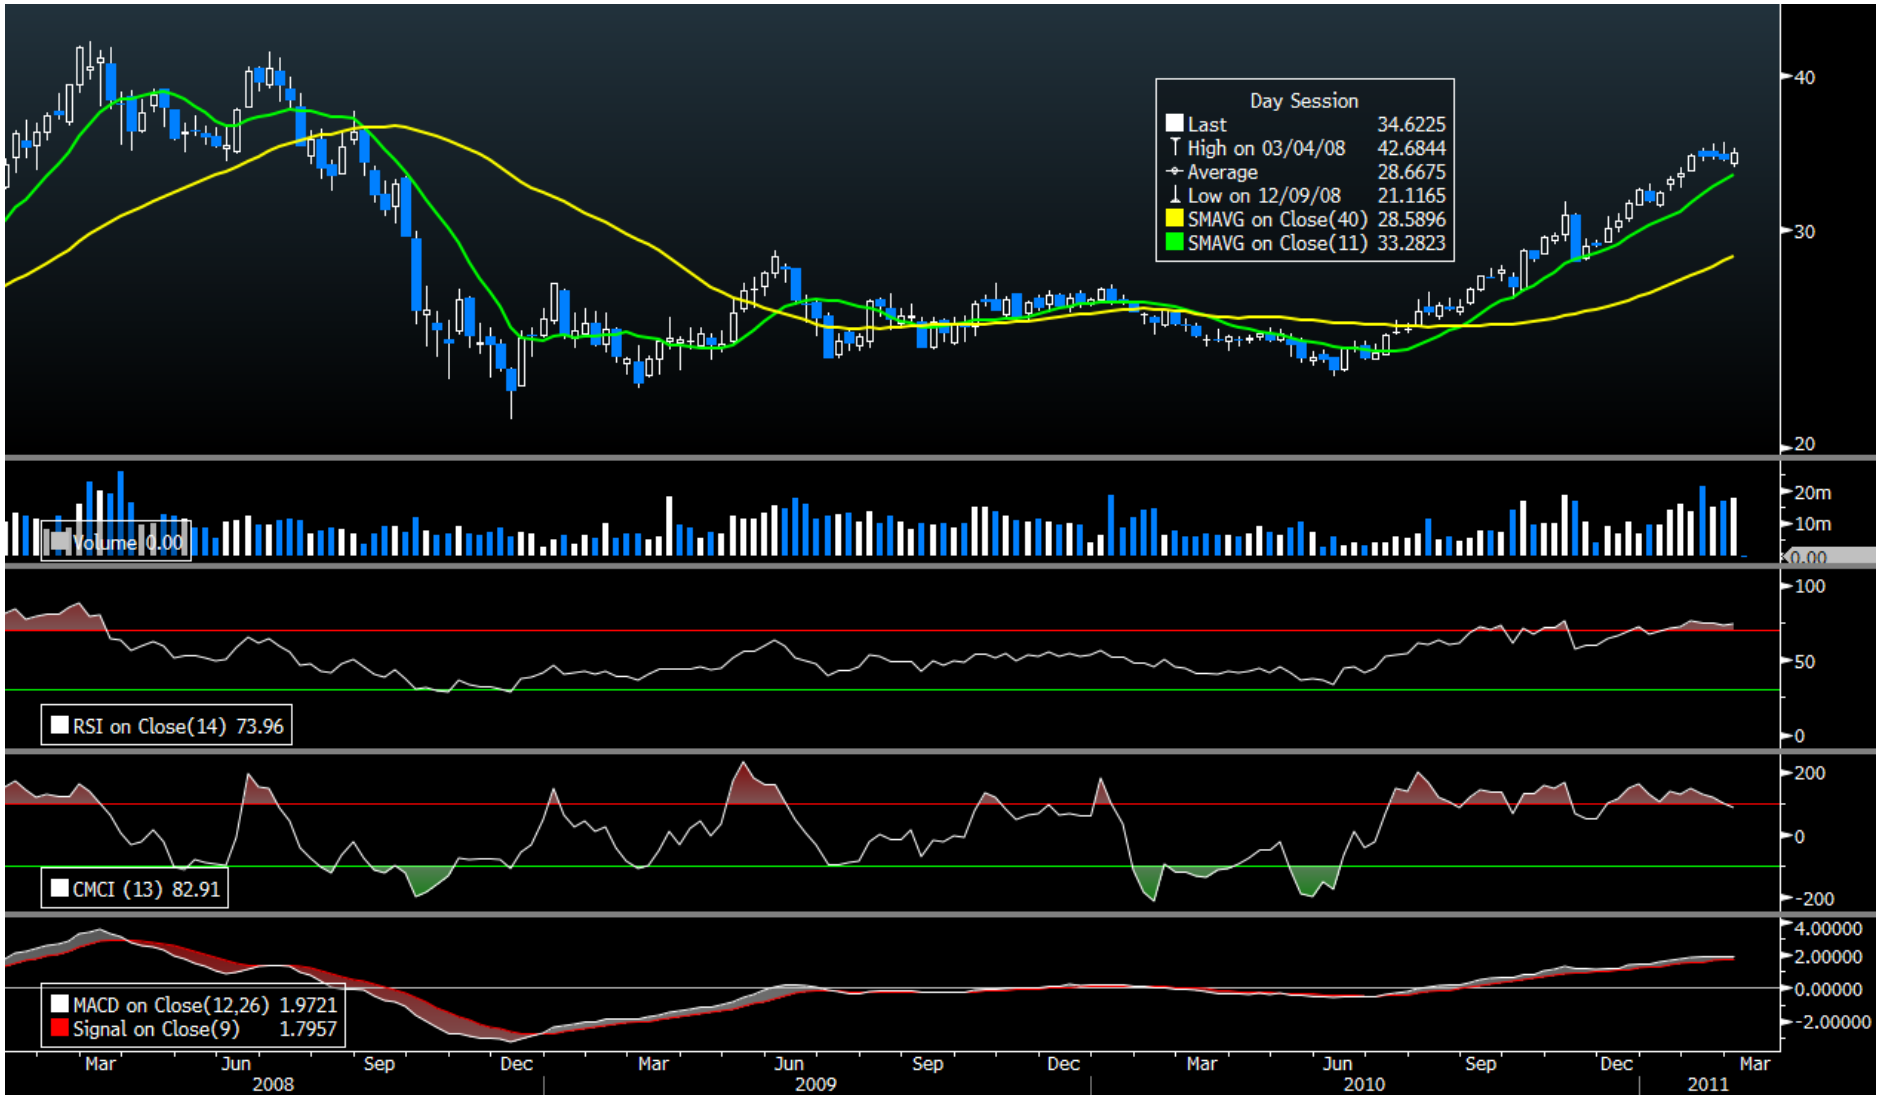 Day Session
Last 34.6225
High on 03/04/08 42.6844
Average 28.6675
Low on 12/09/08 21.1165
SMAVG on Close(40) 28.5896
SMAVG on Close(11) 33.2823
40
30
20
Volume 0.00
20m
10m
0.00
100
50
0
RSI on Close(14) 73.96
200
0
-200
CMCI (13) 82.91
4.00000
2.00000
0.00000
-2.00000
MACD on Close(12,26) 1.9721
Signal on Close(9) 1.7957
Mar Jun Sep Dec Mar Jun Sep Dec Mar Jun Sep Dec Mar
2008 2009 2010 2011